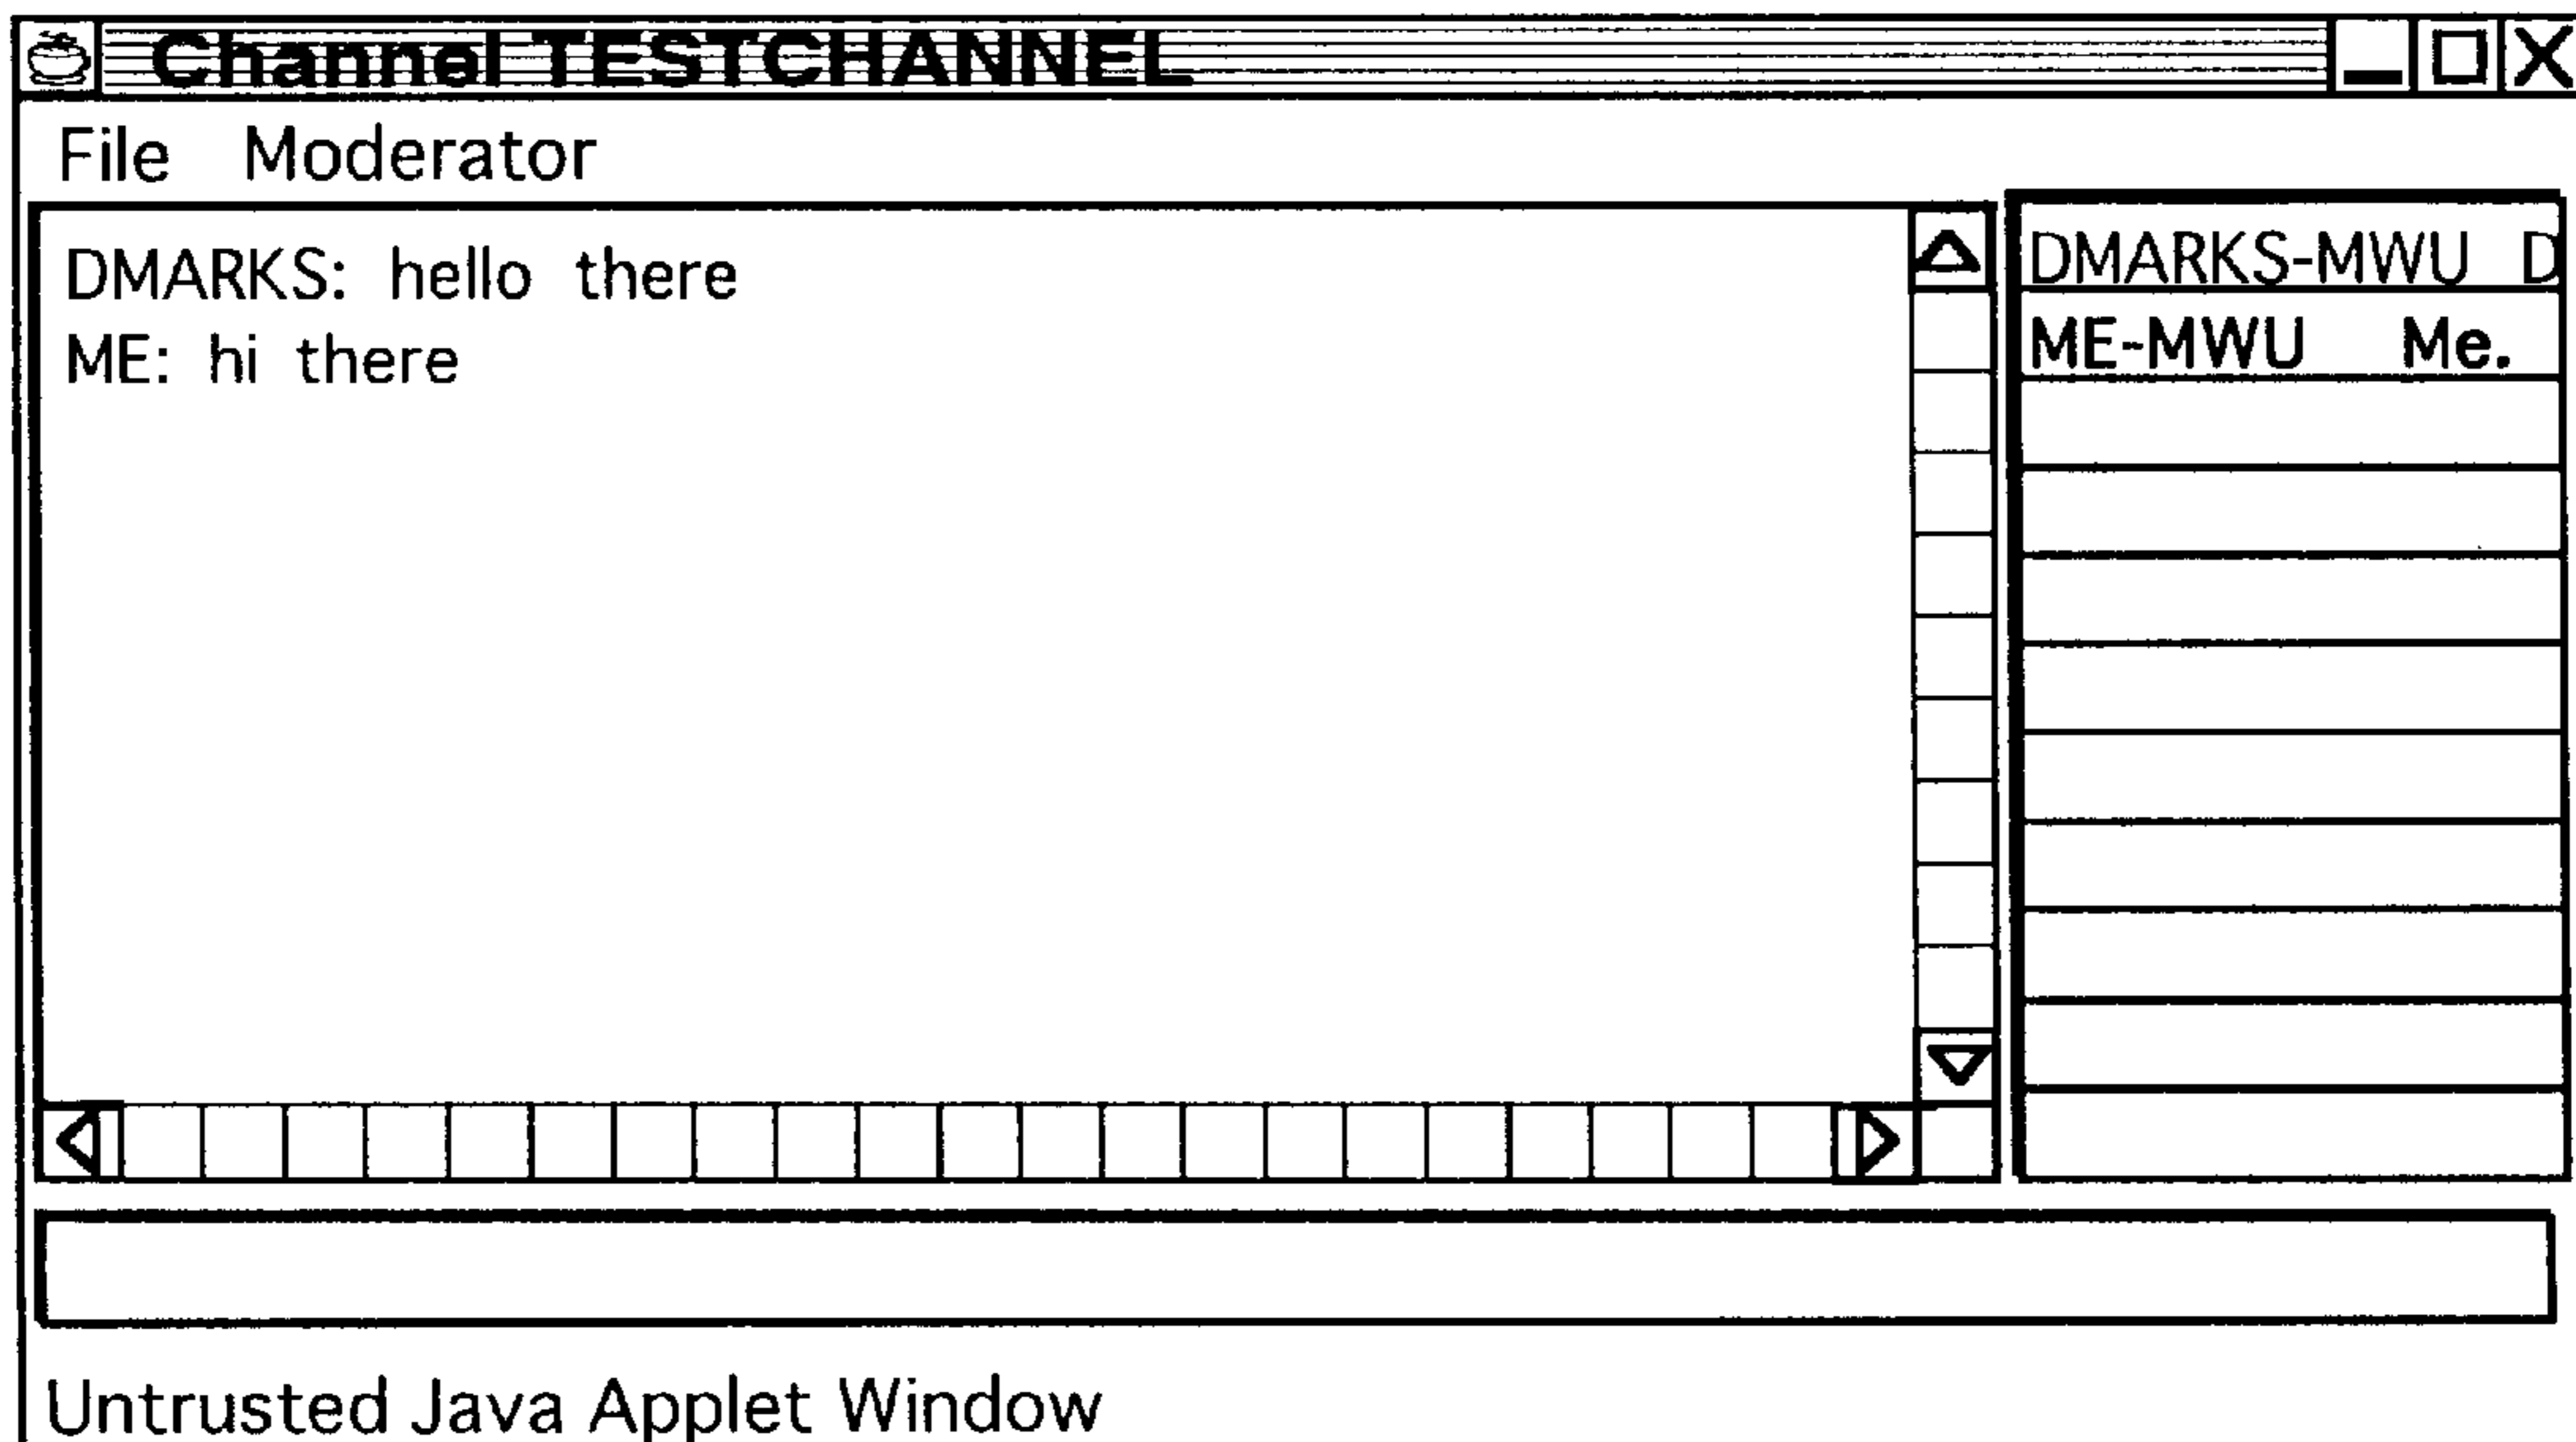 Channel TESTCHANNEL
File Moderator
DMARKS: hello there
ME: hi there
DMARKS-MWU D
ME-MWU Me.
Untrusted Java Applet Window